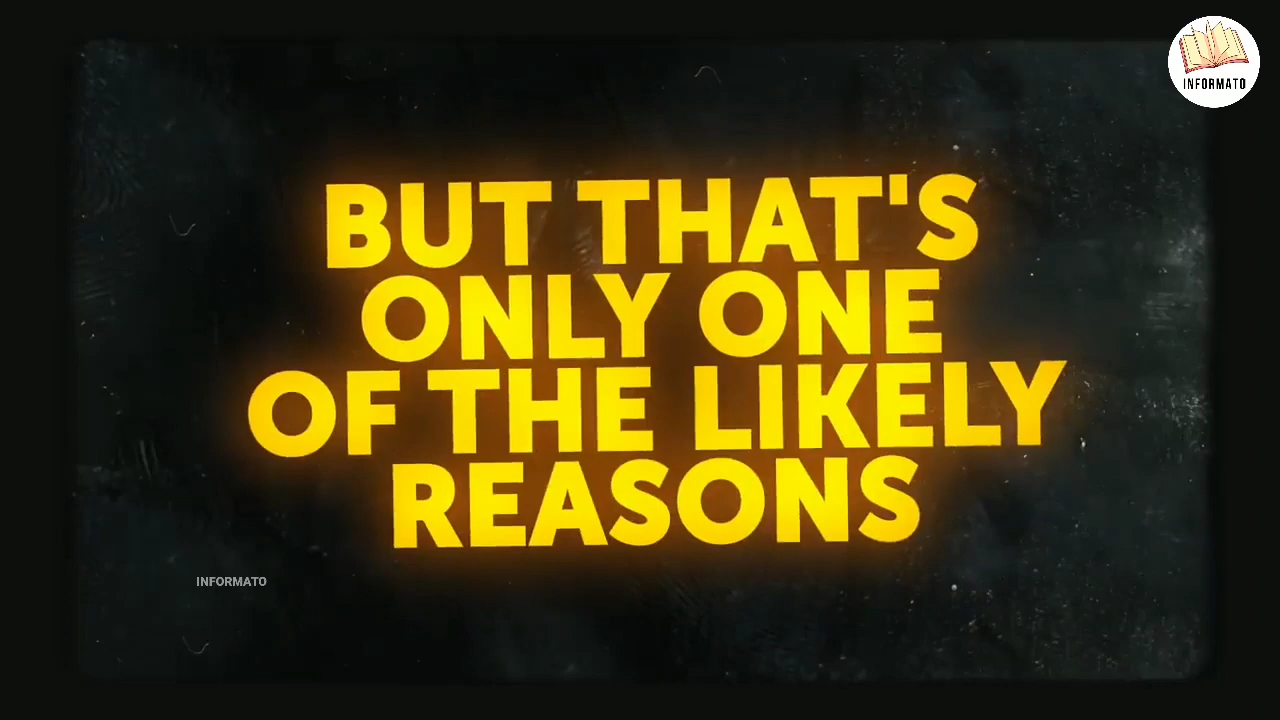 INFORMATO
BUT THAT'S
ONLY ONE
OF THE LIKELY
REASONS
INFORMATO